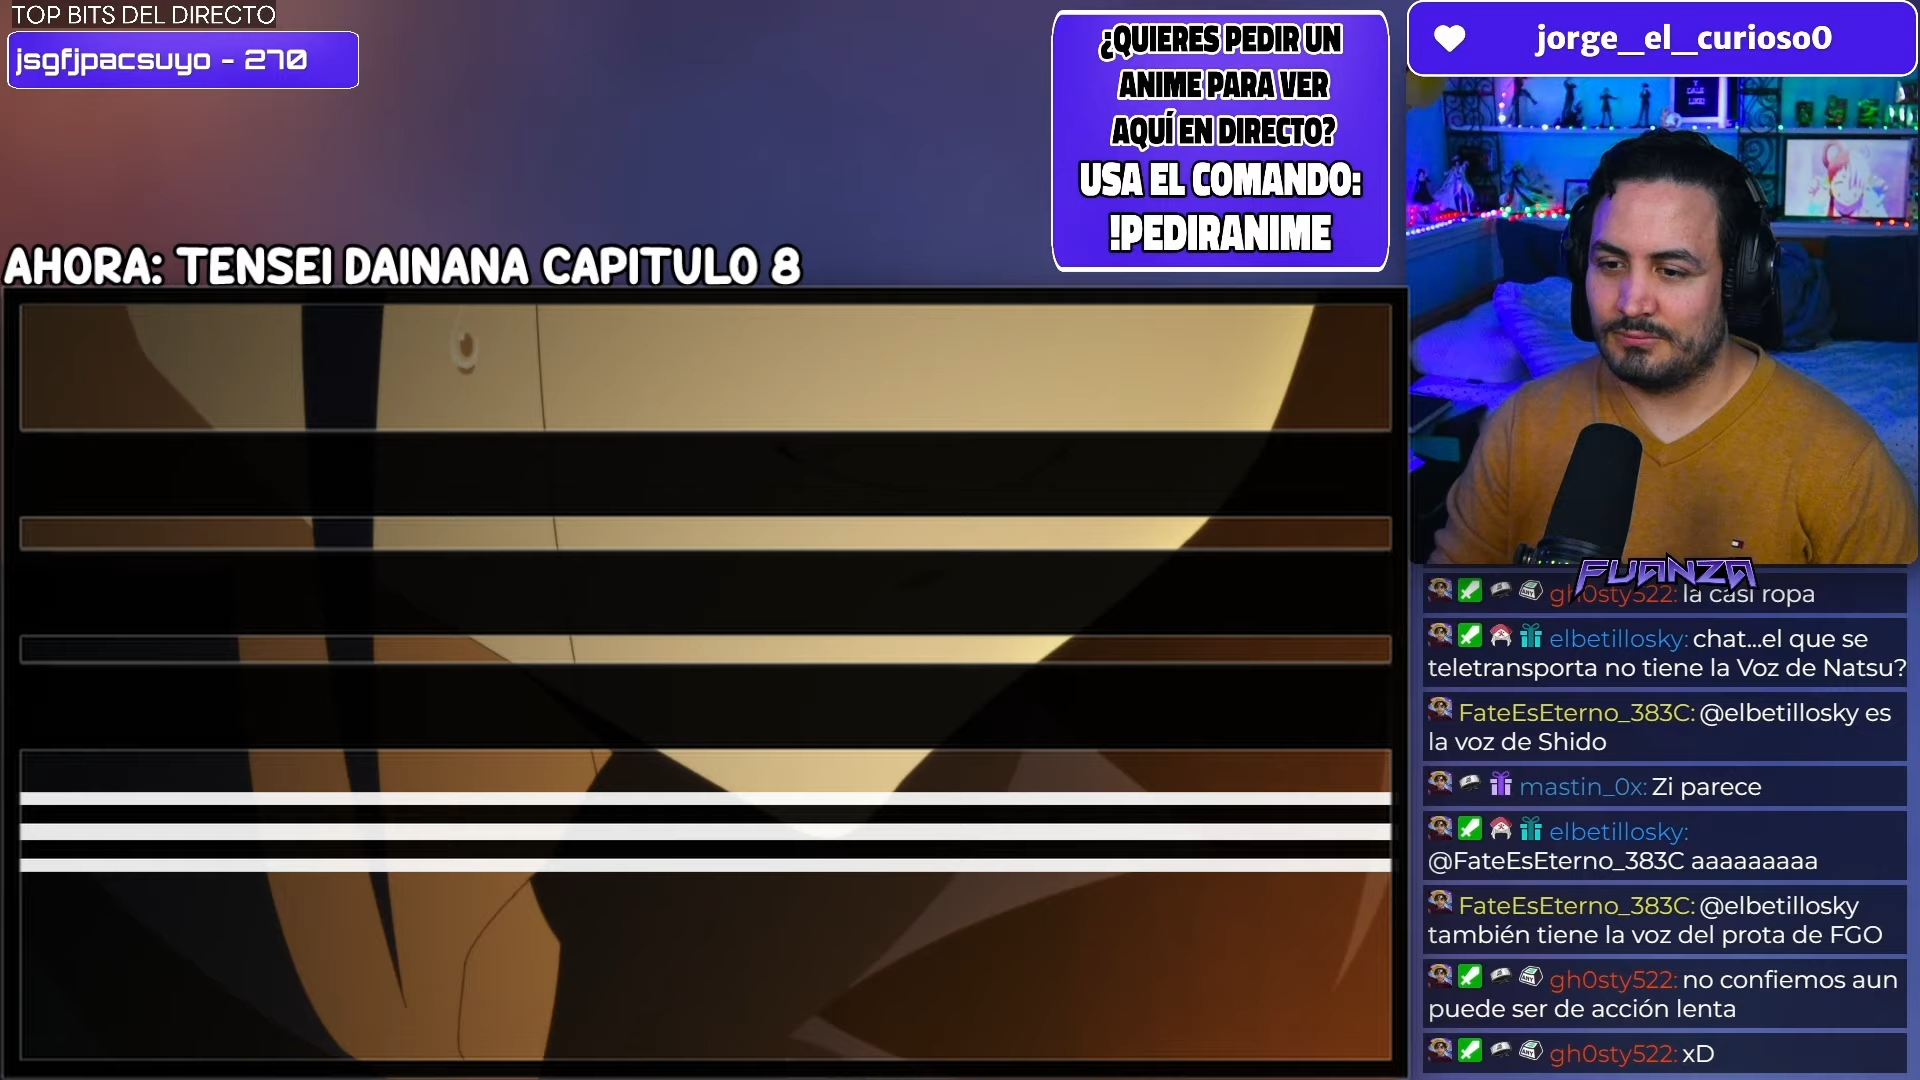 TOP BITS DEL DIRECTO
jsgfjpacsuyo - 270
¿QUIERES PEDIR UN
ANIME PARA VER
AQUÍ EN DIRECTO?
USA EL COMANDO:
!PEDIRANIME
jorge_el_curioso0
AHORA: TENSEI DAINANA CAPITULO 8
FUANZA
gh0sty522: la casi ropa
elbetillosky: chat...el que se
teletransporta no tiene la Voz de Natsu?
FateEsEterno_383C: @elbetillosky es
la voz de Shido
mastin_0x: Zi parece
elbetillosky:
@FateEsEterno_383C aaaaaaaaa
FateEsEterno_383C: @elbetillosky
también tiene la voz del prota de FGO
gh0sty522: no confiemos aun
puede ser de acción lenta
gh0sty522: xD